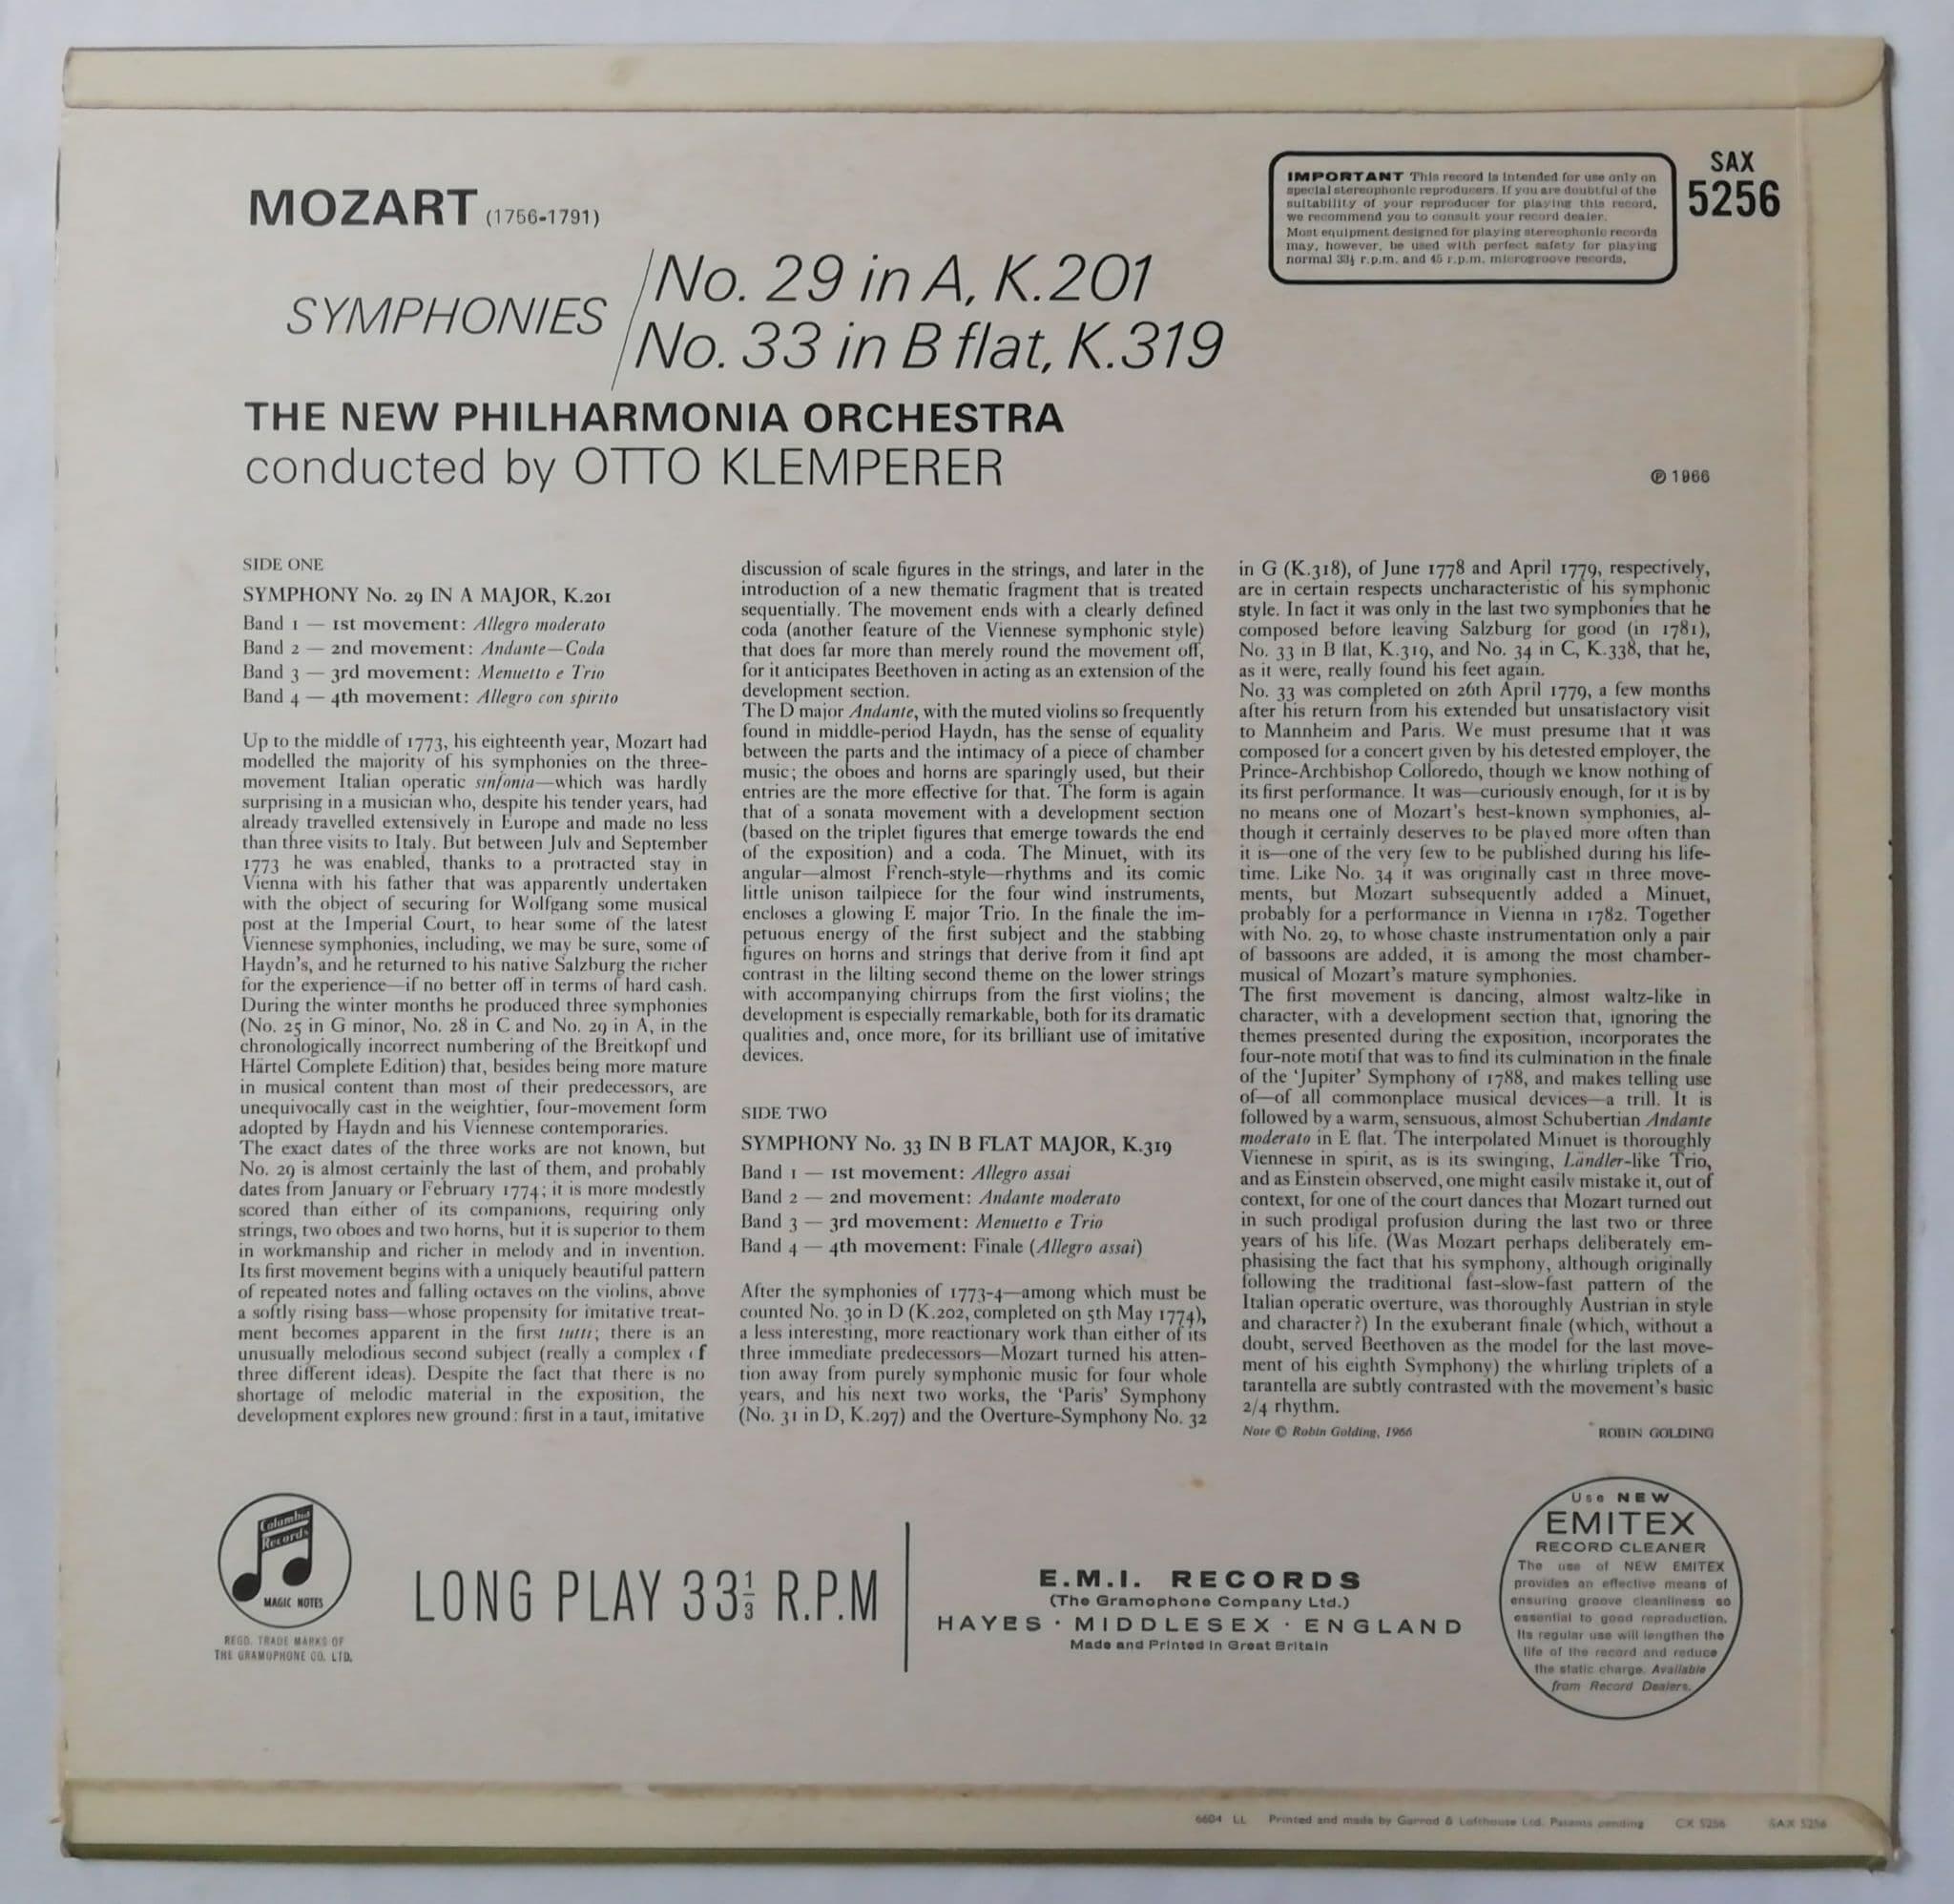 MOZART (1756-1791)
SYMPHONIES
No. 29 in A, K.201
No. 33 in B flat, K.319
THE NEW PHILHARMONIA ORCHESTRA
conducted by OTTO KLEMPERER
IMPORTANT This record is intended for use only on
special stereophonic reproducers. If you are doubtful of the
suitability of your reproducer for playing this record,
we recommend you to consult your record dealer.
Most equipment designed for playing stereophonic records
may, however, be used with perfect safety for playing
normal 33⅓ r.p.m. and 45 r.p.m. microgroove records.
SAX
5256
℗ 1966
SIDE ONE
SYMPHONY No. 29 IN A MAJOR, K.201
Band 1 — 1st movement: Allegro moderato
Band 2 — 2nd movement: Andante—Coda
Band 3 — 3rd movement: Menuetto e Trio
Band 4 — 4th movement: Allegro con spirito
Up to the middle of 1773, his eighteenth year, Mozart had
modelled the majority of his symphonies on the three-
movement Italian operatic sinfonia—which was hardly
surprising in a musician who, despite his tender years, had
already travelled extensively in Europe and made no less
than three visits to Italy. But between July and September
1773 he was enabled, thanks to a protracted stay in
Vienna with his father that was apparently undertaken
with the object of securing for Wolfgang some musical
post at the Imperial Court, to hear some of the latest
Viennese symphonies, including, we may be sure, some of
Haydn's, and he returned to his native Salzburg the richer
for the experience—if no better off in terms of hard cash.
During the winter months he produced three symphonies
(No. 25 in G minor, No. 28 in C and No. 29 in A, in the
chronologically incorrect numbering of the Breitkopf und
Härtel Complete Edition) that, besides being more mature
in musical content than most of their predecessors, are
unequivocally cast in the weightier, four-movement form
adopted by Haydn and his Viennese contemporaries.
The exact dates of the three works are not known, but
No. 29 is almost certainly the last of them, and probably
dates from January or February 1774; it is more modestly
scored than either of its companions, requiring only
strings, two oboes and two horns, but it is superior to them
in workmanship and richer in melody and in invention.
Its first movement begins with a uniquely beautiful pattern
of repeated notes and falling octaves on the violins, above
a softly rising bass—whose propensity for imitative treat-
ment becomes apparent in the first tutti; there is an
unusually melodious second subject (really a complex of
three different ideas). Despite the fact that there is no
shortage of melodic material in the exposition, the
development explores new ground: first in a taut, imitative
discussion of scale figures in the strings, and later in the
introduction of a new thematic fragment that is treated
sequentially. The movement ends with a clearly defined
coda (another feature of the Viennese symphonic style)
that does far more than merely round the movement off,
for it anticipates Beethoven in acting as an extension of the
development section.
The D major Andante, with the muted violins so frequently
found in middle-period Haydn, has the sense of equality
between the parts and the intimacy of a piece of chamber
music; the oboes and horns are sparingly used, but their
entries are the more effective for that. The form is again
that of a sonata movement with a development section
(based on the triplet figures that emerge towards the end
of the exposition) and a coda. The Minuet, with its
angular—almost French-style—rhythms and its comic
little unison tailpiece for the four wind instruments,
encloses a glowing E major Trio. In the finale the im-
petuous energy of the first subject and the stabbing
figures on horns and strings that derive from it find apt
contrast in the lilting second theme on the lower strings
with accompanying chirrups from the first violins; the
development is especially remarkable, both for its dramatic
qualities and, once more, for its brilliant use of imitative
devices.
SIDE TWO
SYMPHONY No. 33 IN B FLAT MAJOR, K.319
Band 1 — 1st movement: Allegro assai
Band 2 — 2nd movement: Andante moderato
Band 3 — 3rd movement: Menuetto e Trio
Band 4 — 4th movement: Finale (Allegro assai)
After the symphonies of 1773-4—among which must be
counted No. 30 in D (K.202, completed on 5th May 1774),
a less interesting, more reactionary work than either of its
three immediate predecessors—Mozart turned his atten-
tion away from purely symphonic music for four whole
years, and his next two works, the 'Paris' Symphony
(No. 31 in D, K.297) and the Overture-Symphony No. 32
in G (K.318), of June 1778 and April 1779, respectively,
are in certain respects uncharacteristic of his symphonic
style. In fact it was only in the last two symphonies that he
composed before leaving Salzburg for good (in 1781),
No. 33 in B flat, K.319, and No. 34 in C, K.338, that he,
as it were, really found his feet again.
No. 33 was completed on 26th April 1779, a few months
after his return from his extended but unsatisfactory visit
to Mannheim and Paris. We must presume that it was
composed for a concert given by his detested employer, the
Prince-Archbishop Colloredo, though we know nothing of
its first performance. It was—curiously enough, for it is by
no means one of Mozart's best-known symphonies, al-
though it certainly deserves to be played more often than
it is—one of the very few to be published during his life-
time. Like No. 34 it was originally cast in three move-
ments, but Mozart subsequently added a Minuet,
probably for a performance in Vienna in 1782. Together
with No. 29, to whose chaste instrumentation only a pair
of bassoons are added, it is among the most chamber-
musical of Mozart's mature symphonies.
The first movement is dancing, almost waltz-like in
character, with a development section that, ignoring the
themes presented during the exposition, incorporates the
four-note motif that was to find its culmination in the finale
of the 'Jupiter' Symphony of 1788, and makes telling use
of—of all commonplace musical devices—a trill. It is
followed by a warm, sensuous, almost Schubertian Andante
moderato in E flat. The interpolated Minuet is thoroughly
Viennese in spirit, as is its swinging, Ländler-like Trio,
and as Einstein observed, one might easily mistake it, out of
context, for one of the court dances that Mozart turned out
in such prodigal profusion during the last two or three
years of his life. (Was Mozart perhaps deliberately em-
phasising the fact that his symphony, although originally
following the traditional fast-slow-fast pattern of the
Italian operatic overture, was thoroughly Austrian in style
and character?) In the exuberant finale (which, without a
doubt, served Beethoven as the model for the last move-
ment of his eighth Symphony) the whirling triplets of a
tarantella are subtly contrasted with the movement's basic
2/4 rhythm.
Note © Robin Golding, 1966
ROBIN GOLDING
Columbia
Records
MAGIC NOTES
REGD. TRADE MARKS OF
THE GRAMOPHONE CO. LTD.
LONG PLAY 33⅓ R.P.M
E.M.I. RECORDS
(The Gramophone Company Ltd.)
HAYES · MIDDLESEX · ENGLAND
Made and Printed in Great Britain
Use NEW
EMITEX
RECORD CLEANER
The use of NEW EMITEX
provides an effective means of
ensuring groove cleanliness so
essential to good reproduction.
Its regular use will lengthen the
life of the record and reduce
the static charge. Available
from Record Dealers.
6604 LL Printed and made by Garrod & Lofthouse Ltd. Patents pending CX 5256 SAX 5256